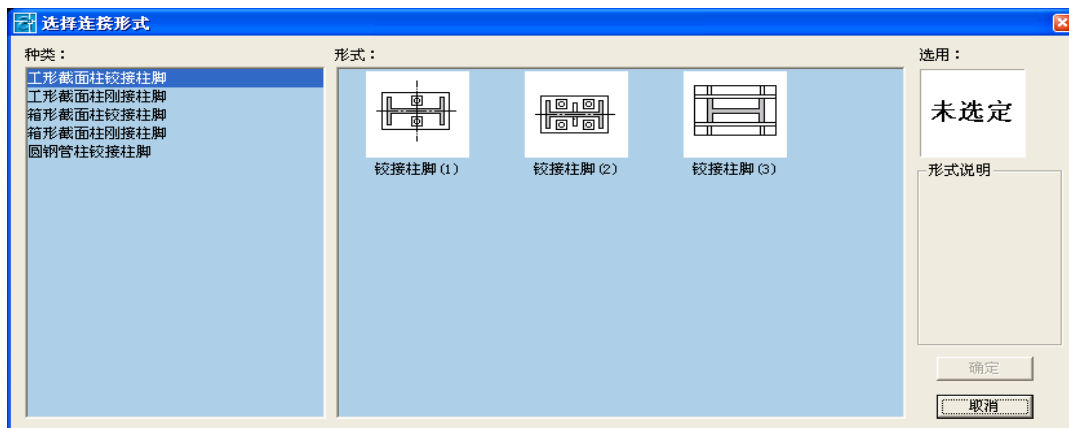 选择连接形式
种类：
工形截面柱铰接柱脚
工形截面柱刚接柱脚
箱形截面柱铰接柱脚
箱形截面柱刚接柱脚
圆钢管柱铰接柱脚
形式：
铰接柱脚(1)
铰接柱脚(2)
铰接柱脚(3)
选用：
未选定
形式说明
确定
取消